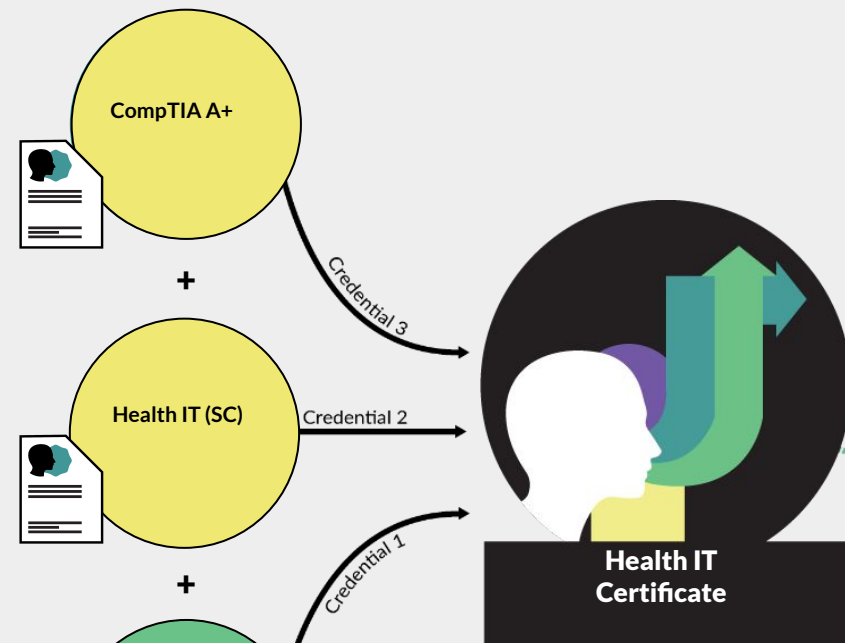 CompTIA A+
+
Credential 3
Health IT (SC)
Credential 2
+
Credential 1
Health IT
Certificate